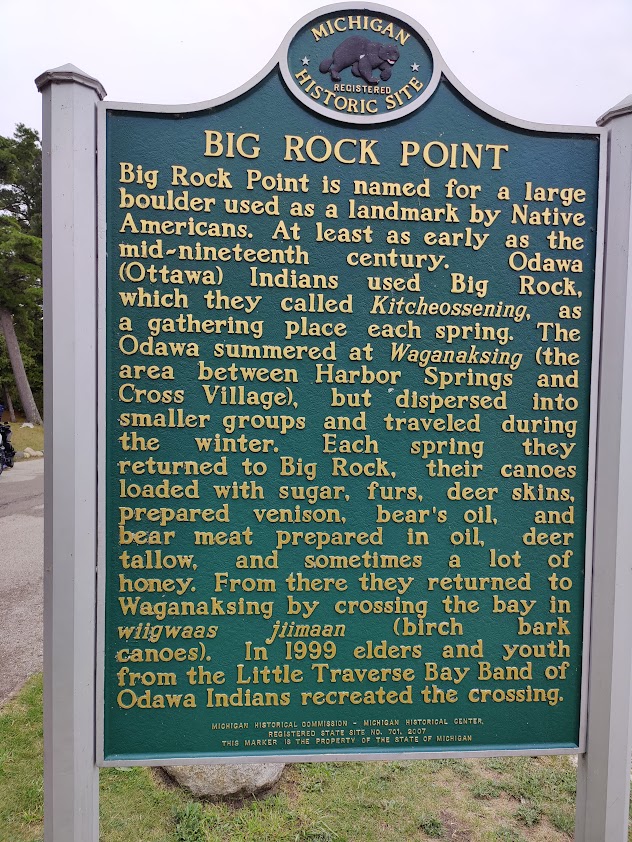 MICHIGAN
REGISTERED
HISTORIC SITE
BIG ROCK POINT
Big Rock Point is named for a large
boulder used as a landmark by Native
Americans. At least as early as the
mid-nineteenth century. Odawa
(Ottawa) Indians used Big Rock,
which they called Kitcheossening, as
a gathering place each spring. The
Odawa summered at Waganaksing (the
area between Harbor Springs and
Cross Village), but dispersed into
smaller groups and traveled during
the winter. Each spring they
returned to Big Rock, their canoes
loaded with sugar, furs, deer skins,
prepared venison, bear's oil, and
bear meat prepared in oil, deer
tallow, and sometimes a lot of
honey. From there they returned to
Waganaksing by crossing the bay in
wiigwaas jiimaan (birch bark
canoes). In 1999 elders and youth
from the Little Traverse Bay Band of
Odawa Indians recreated the crossing.
MICHIGAN HISTORICAL COMMISSION - MICHIGAN HISTORICAL CENTER,
REGISTERED STATE SITE NO. 701, 2007
THIS MARKER IS THE PROPERTY OF THE STATE OF MICHIGAN